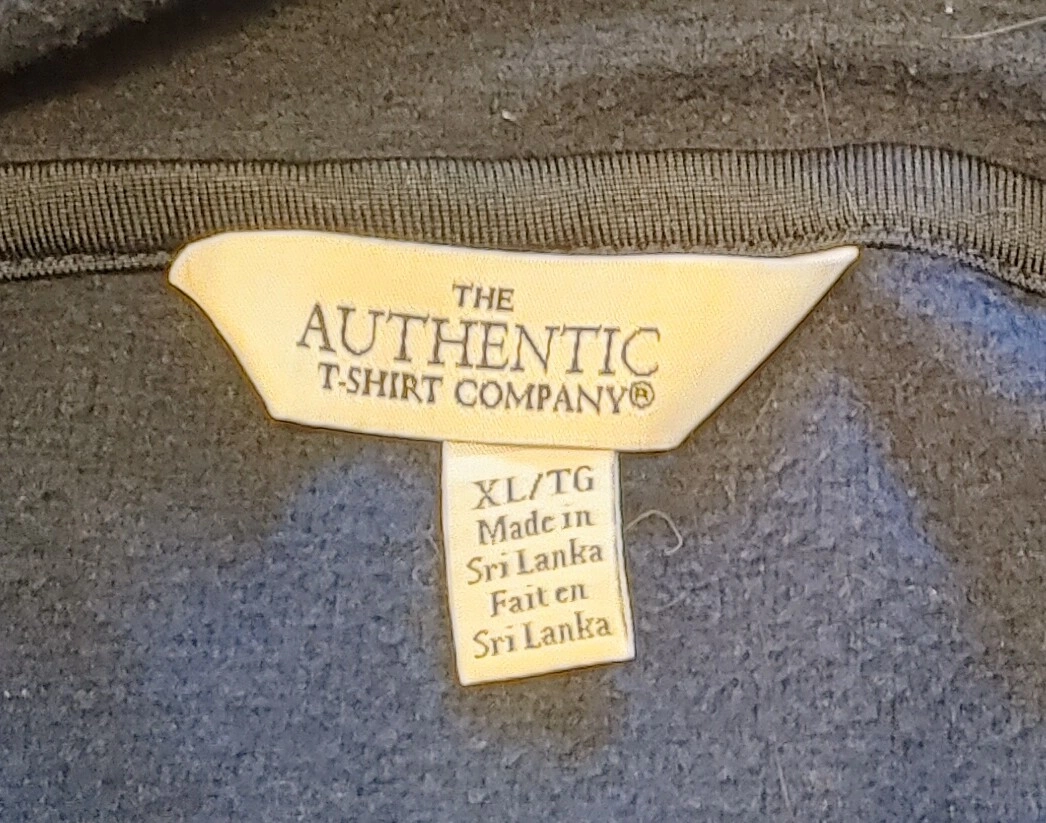 THE
AUTHENTIC
T-SHIRT COMPANY®
XL/TG
Made in
Sri Lanka
Fait en
Sri Lanka